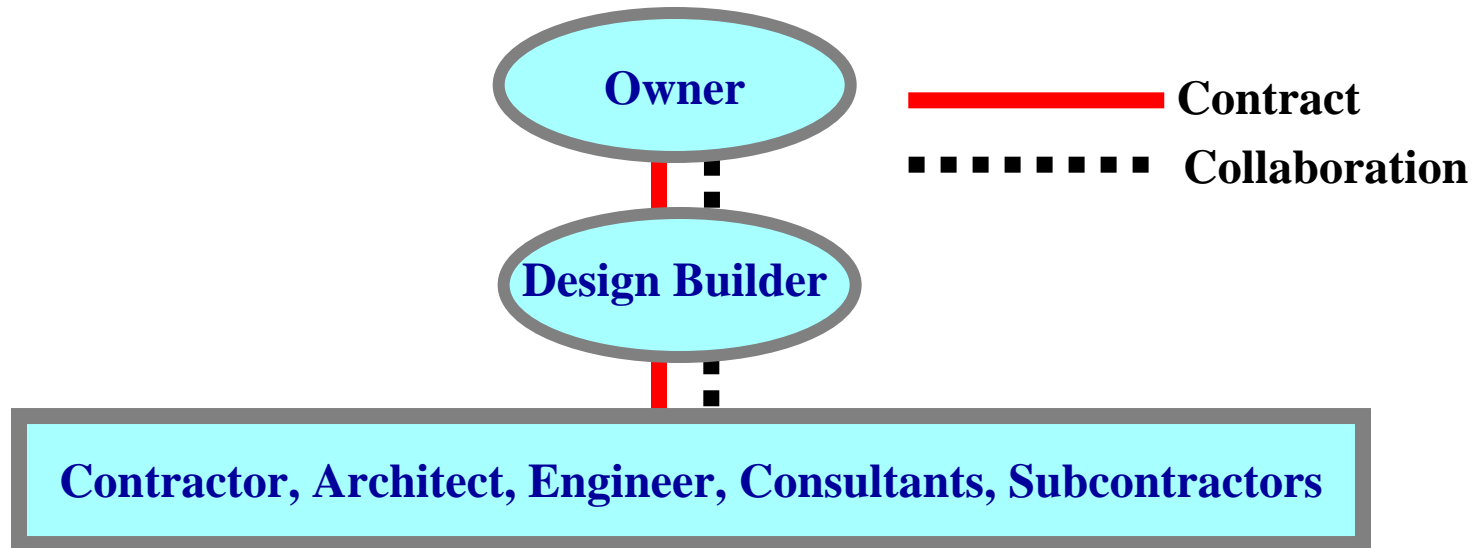 Owner
Contract
Collaboration
Design Builder
Contractor, Architect, Engineer, Consultants, Subcontractors